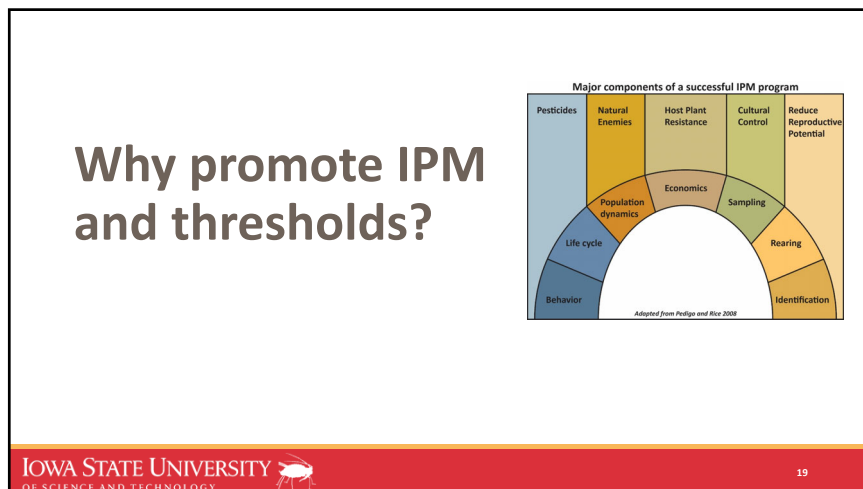 Why promote IPM
and thresholds?
Major components of a successful IPM program
Pesticides
Natural
Enemies
Host Plant
Resistance
Cultural
Control
Reduce
Reproductive
Potential
Economics
Population
dynamics
Sampling
Life cycle
Rearing
Behavior
Identification
Adapted from Pedigo and Rice 2008
IOWA STATE UNIVERSITY
OF SCIENCE AND TECHNOLOGY
19